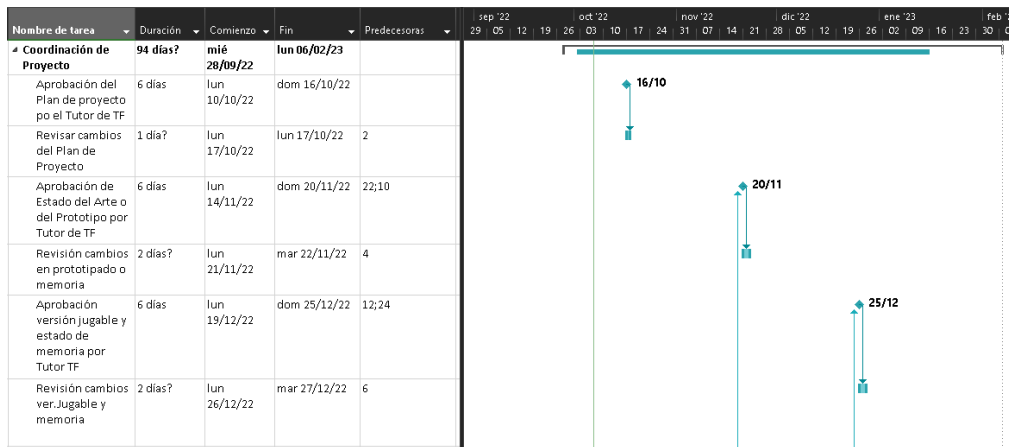 sep '22 oct '22 nov '22 dic '22 ene '23 feb '
Nombre de tarea Duración Comienzo Fin Predecesoras 29 05 12 19 26 03 10 17 24 31 07 14 21 28 05 12 19 26 02 09 16 23 30
Coordinación de 94 días? mié lun 06/02/23
Proyecto 28/09/22
Aprobación del 6 días lun dom 16/10/22 16/10
Plan de proyecto 10/10/22
po el Tutor de TF
Revisar cambios 1 día? lun lun 17/10/22 2
del Plan de 17/10/22
Proyecto
Aprobación de 6 días lun dom 20/11/22 22;10 20/11
Estado del Arte o 14/11/22
del Prototipo por
Tutor de TF
Revisión cambios 2 días? lun mar 22/11/22 4
en prototipado o 21/11/22
memoria
Aprobación 6 días lun dom 25/12/22 12;24 25/12
versión jugable y 19/12/22
estado de
memoria por
Tutor TF
Revisión cambios 2 días? lun mar 27/12/22 6
ver.Jugable y 26/12/22
memoria